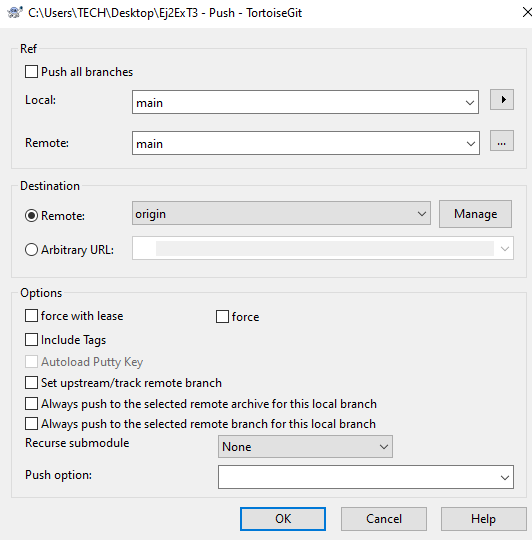 C:\Users\TECH\Desktop\Ej2ExT3 - Push - TortoiseGit
Ref
Push all branches
Local:
main
Remote:
main
...
Destination
Remote:
origin
Manage
Arbitrary URL:
Options
force with lease
force
Include Tags
Autoload Putty Key
Set upstream/track remote branch
Always push to the selected remote archive for this local branch
Always push to the selected remote branch for this local branch
Recurse submodule
None
Push option:
OK
Cancel
Help